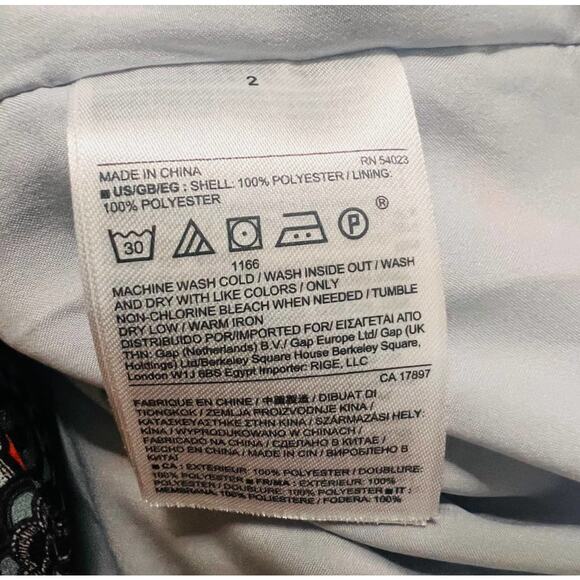 2
MADE IN CHINA RN 54023
■ US/GB/EG : SHELL: 100% POLYESTER / LINING:
100% POLYESTER
30 P ®
1166
MACHINE WASH COLD / WASH INSIDE OUT / WASH
AND DRY WITH LIKE COLORS / ONLY
NON-CHLORINE BLEACH WHEN NEEDED / TUMBLE
DRY LOW / WARM IRON
DISTRIBUIDO POR/IMPORTED FOR/ ΕΙΣΑΓΕΤΑΙ ΑΠΟ
ΤΗΝ: Gap (Netherlands) B.V./ Gap Europe Ltd/ Gap (UK
Holdings) Ltd/Berkeley Square House Berkeley Square,
London W1J 6BS Egypt Importer: RIGE, LLC
CA 17897
FABRIQUÉ EN CHINE / 中國製造 / DIBUAT DI
TIONGKOK / ZEMLJA PROIZVODNJE KINA /
ΚΑΤΑΣΚΕΥΑΣΤΗΚΕ ΣΤΗΝ ΚΙΝΑ / SZÁRMAZÁSI HELY:
KÍNA / WYPRODUKOWANO W CHINACH /
FABRICADO NA CHINA / СДЕЛАНО В КИТАЕ /
HECHO EN CHINA / MADE IN CIN / ВИРОБЛЕНО В
КИТАЇ
■ CA : EXTÉRIEUR: 100% POLYESTER / DOUBLURE:
100% POLYESTER ■ FR/MA : EXTÉRIEUR: 100%
POLYESTER / DOUBLURE: 100% POLYESTER ■ IT :
MEMBRANA: 100% POLIESTERE / FODERA: 100%